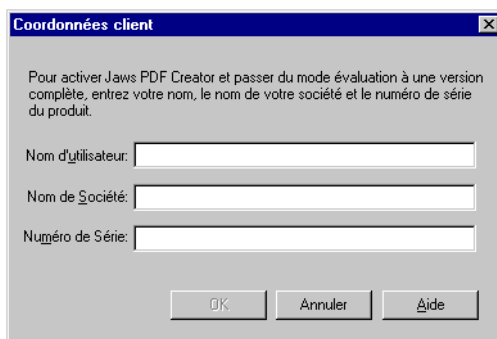 Coordonnées client
Pour activer Jaws PDF Creator et passer du mode évaluation à une version
complète, entrez votre nom, le nom de votre société et le numéro de série
du produit.
Nom d'utilisateur:
Nom de Société:
Numéro de Série:
OK Annuler Aide